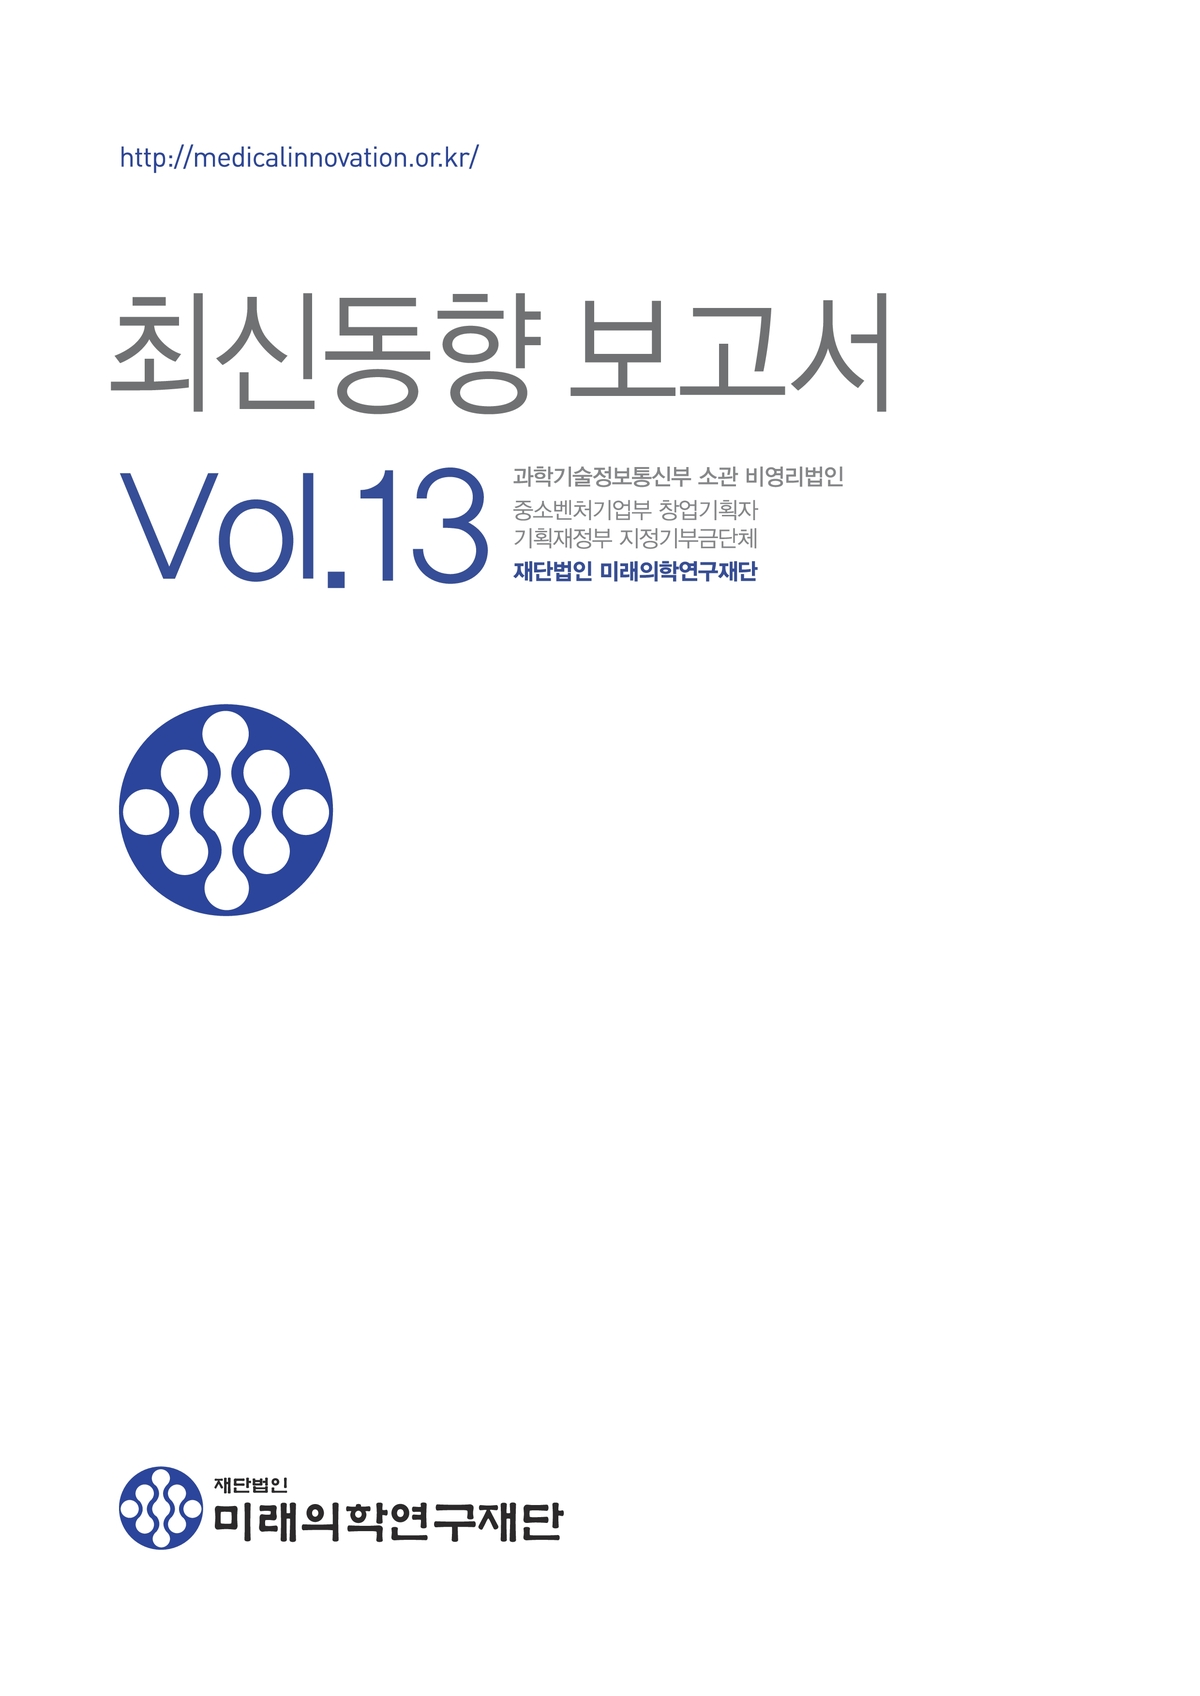 http://medicalinnovation.or.kr/
최신동향 보고서
Vol.13
과학기술정보통신부 소관 비영리법인
중소벤처기업부 창업기획자
기획재정부 지정기부금단체
재단법인 미래의학연구재단
재단법인
미래의학연구재단